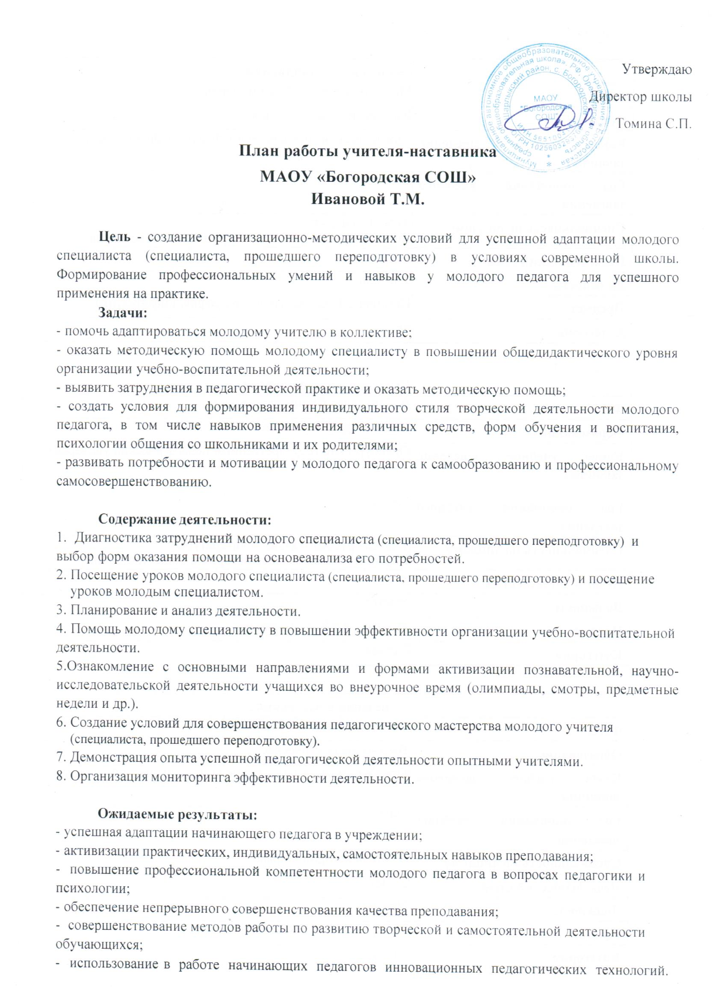 Утверждаю
Директор школы
Томина С.П.
Муниципальное автономное общеобразовательное учреждение «Богородская
средняя общеобразовательная школа». РФ, Оренбургская область
Шарлыкский район, с. Богородское
МАОУ
"Богородская
СОШ"
План работы учителя-наставника
МАОУ «Богородская СОШ»
Ивановой Т.М.
Цель - создание организационно-методических условий для успешной адаптации молодого
специалиста (специалиста, прошедшего переподготовку) в условиях современной школы.
Формирование профессиональных умений и навыков у молодого педагога для успешного
применения на практике.
Задачи:
- помочь адаптироваться молодому учителю в коллективе;
- оказать методическую помощь молодому специалисту в повышении общедидактического уровня
организации учебно-воспитательной деятельности;
- выявить затруднения в педагогической практике и оказать методическую помощь;
- создать условия для формирования индивидуального стиля творческой деятельности молодого
педагога, в том числе навыков применения различных средств, форм обучения и воспитания,
психологии общения со школьниками и их родителями;
- развивать потребности и мотивации у молодого педагога к самообразованию и профессиональному
самосовершенствованию.
Содержание деятельности:
1. Диагностика затруднений молодого специалиста (специалиста, прошедшего переподготовку) и
выбор форм оказания помощи на основеанализа его потребностей.
2. Посещение уроков молодого специалиста (специалиста, прошедшего переподготовку) и посещение
уроков молодым специалистом.
3. Планирование и анализ деятельности.
4. Помощь молодому специалисту в повышении эффективности организации учебно-воспитательной
деятельности.
5.Ознакомление с основными направлениями и формами активизации познавательной, научно-
исследовательской деятельности учащихся во внеурочное время (олимпиады, смотры, предметные
недели и др.).
6. Создание условий для совершенствования педагогического мастерства молодого учителя
(специалиста, прошедшего переподготовку).
7. Демонстрация опыта успешной педагогической деятельности опытными учителями.
8. Организация мониторинга эффективности деятельности.
Ожидаемые результаты:
- успешная адаптации начинающего педагога в учреждении;
- активизации практических, индивидуальных, самостоятельных навыков преподавания;
- повышение профессиональной компетентности молодого педагога в вопросах педагогики и
психологии;
- обеспечение непрерывного совершенствования качества преподавания;
- совершенствование методов работы по развитию творческой и самостоятельной деятельности
обучающихся;
- использование в работе начинающих педагогов инновационных педагогических технологий.